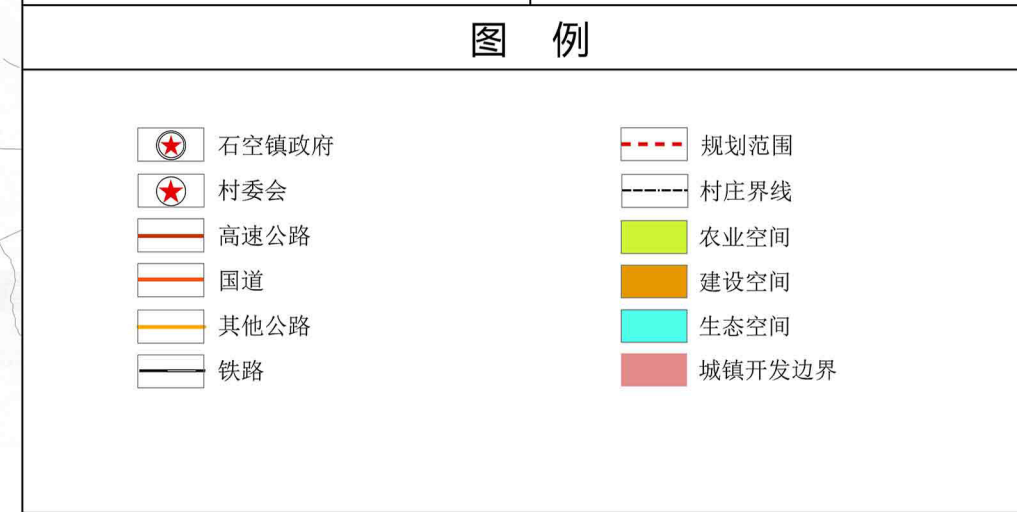 图 例
石空镇政府
村委会
高速公路
国道
其他公路
铁路
规划范围
村庄界线
农业空间
建设空间
生态空间
城镇开发边界